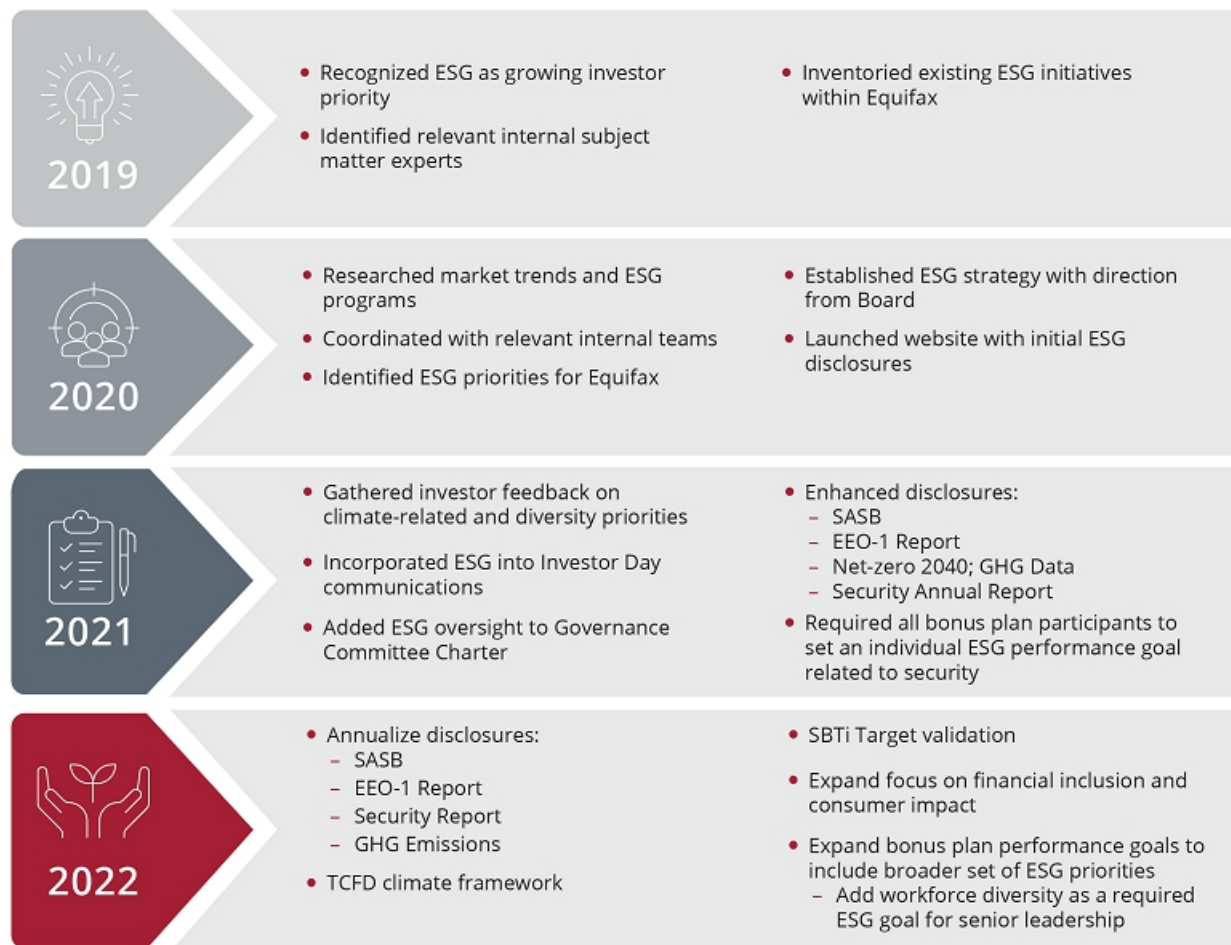 2019
• Recognized ESG as growing investor
priority
• Identified relevant internal subject
matter experts
• Inventoried existing ESG initiatives
within Equifax
2020
• Researched market trends and ESG
programs
• Coordinated with relevant internal teams
• Identified ESG priorities for Equifax
• Established ESG strategy with direction
from Board
• Launched website with initial ESG
disclosures
2021
• Gathered investor feedback on
climate-related and diversity priorities
• Incorporated ESG into Investor Day
communications
• Added ESG oversight to Governance
Committee Charter
• Enhanced disclosures:
– SASB
– EEO-1 Report
– Net-zero 2040; GHG Data
– Security Annual Report
• Required all bonus plan participants to
set an individual ESG performance goal
related to security
2022
• Annualize disclosures:
– SASB
– EEO-1 Report
– Security Report
– GHG Emissions
• TCFD climate framework
• SBTi Target validation
• Expand focus on financial inclusion and
consumer impact
• Expand bonus plan performance goals to
include broader set of ESG priorities
– Add workforce diversity as a required
ESG goal for senior leadership